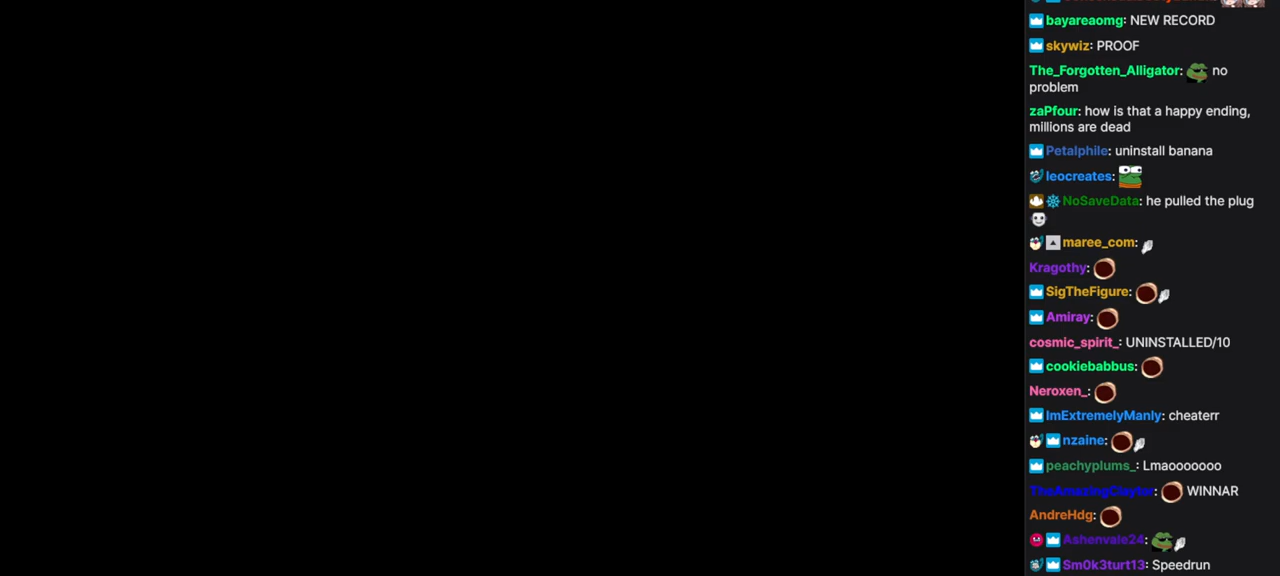 bayareaomg: NEW RECORD
skywiz: PROOF
The_Forgotten_Alligator: no
problem
zaPfour: how is that a happy ending,
millions are dead
Petalphile: uninstall banana
leocreates:
NoSaveData: he pulled the plug
maree_com:
Kragothy:
SigTheFigure:
Amiray:
cosmic_spirit_: UNINSTALLED/10
cookiebabbus:
Neroxen_:
ImExtremelyManly: cheaterr
nzaine:
peachyplums_: Lmaooooooo
TheAmazingClayter: WINNAR
AndreHdg:
Ashenvale24:
Sm0k3turt13: Speedrun